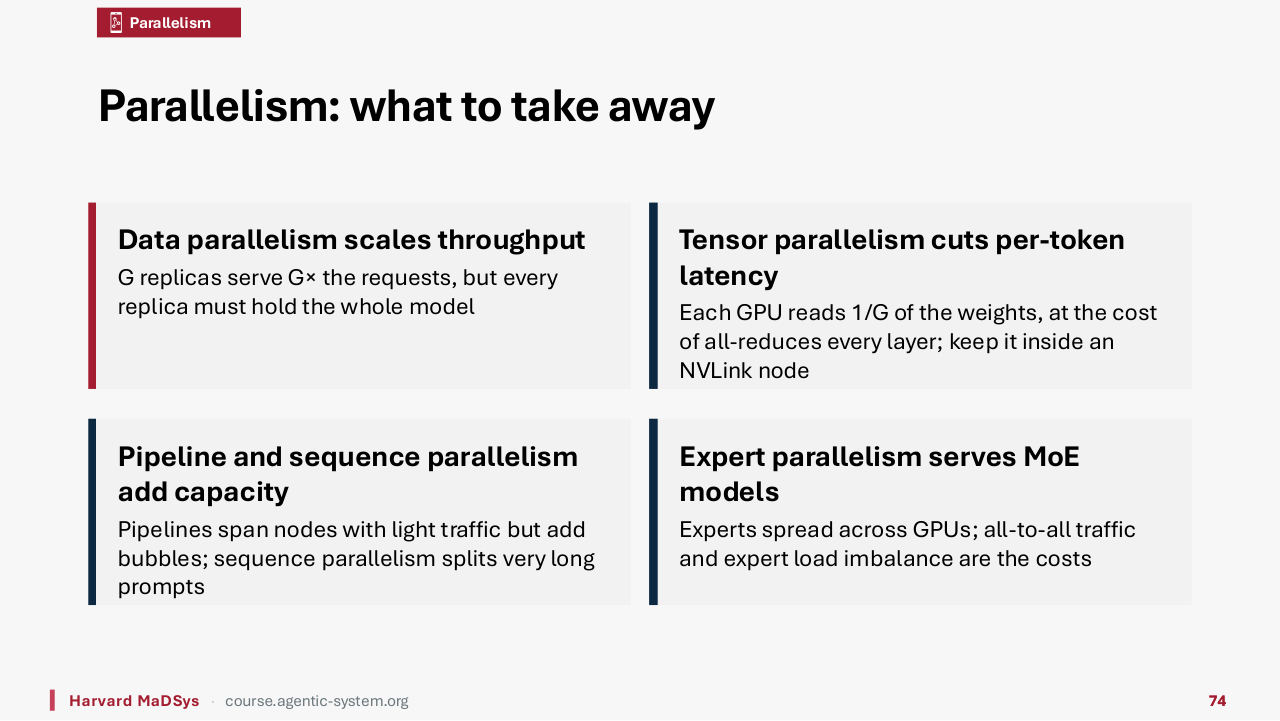 Parallelism
Parallelism: what to take away
Data parallelism scales throughput
G replicas serve G× the requests, but every
replica must hold the whole model
Tensor parallelism cuts per-token
latency
Each GPU reads 1/G of the weights, at the cost
of all-reduces every layer; keep it inside an
NVLink node
Pipeline and sequence parallelism
add capacity
Pipelines span nodes with light traffic but add
bubbles; sequence parallelism splits very long
prompts
Expert parallelism serves MoE
models
Experts spread across GPUs; all-to-all traffic
and expert load imbalance are the costs
Harvard MaDSys · course.agentic-system.org
74